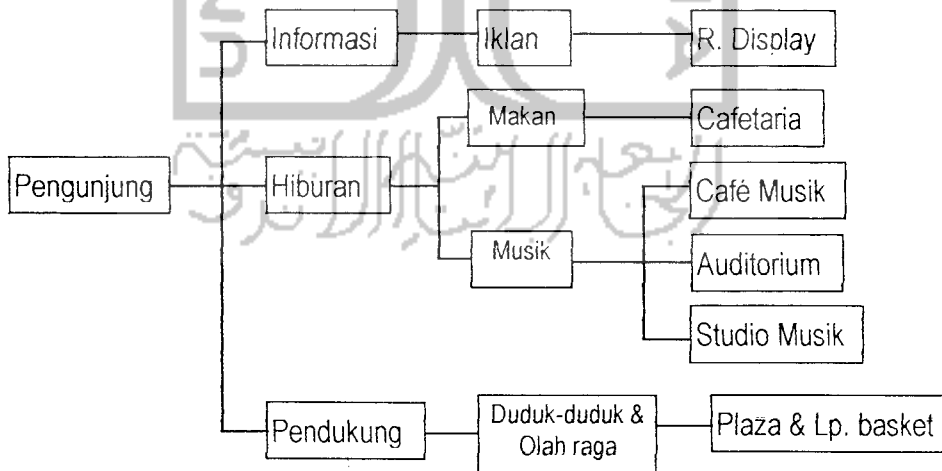 Informasi
Iklan
R. Display
Makan
Cafetaria
Pengunjung
Hiburan
Café Musik
Musik
Auditorium
Studio Musik
Pendukung
Duduk-duduk &
Olah raga
Plaza & Lp. basket